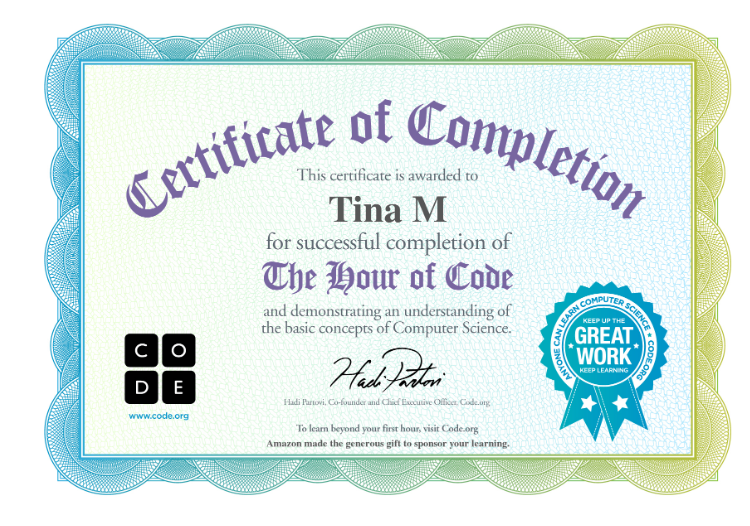 Certificate of Completion
This certificate is awarded to
Tina M
for successful completion of
The Hour of Code
and demonstrating an understanding of
the basic concepts of Computer Science.
C O
D E
www.code.org
Hadi Partovi
Hadi Partovi, Co-founder and Chief Executive Officer, Code.org
To learn beyond your first hour, visit Code.org
Amazon made the generous gift to sponsor your learning.
ANYONE CAN LEARN COMPUTER SCIENCE ★ CODE.ORG ★
KEEP UP THE
GREAT
WORK
KEEP LEARNING